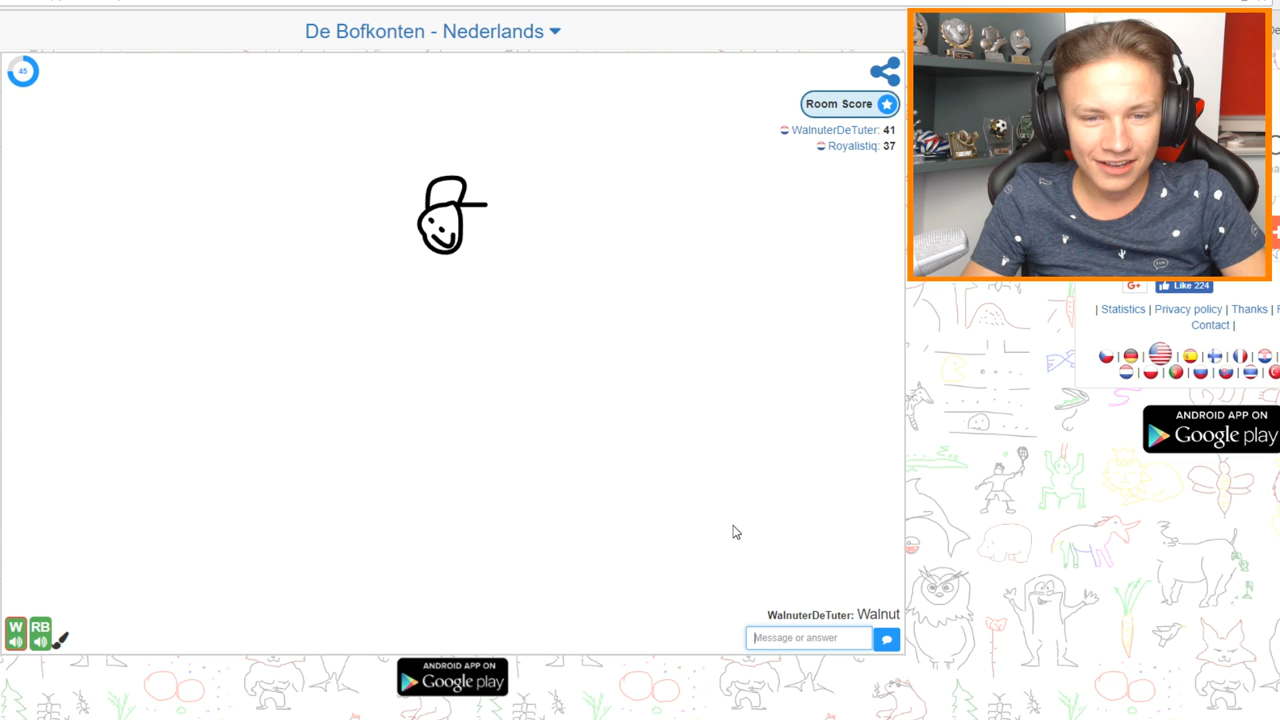 De Bofkonten - Nederlands
45
Room Score
WalnuterDeTuter: 41
Royalistiq: 37
G+
Like 224
| Statistics | Privacy policy | Thanks |
Contact |
ANDROID APP ON
Google play
W
RB
WalnuterDeTuter: Walnut
Message or answer
ANDROID APP ON
Google play